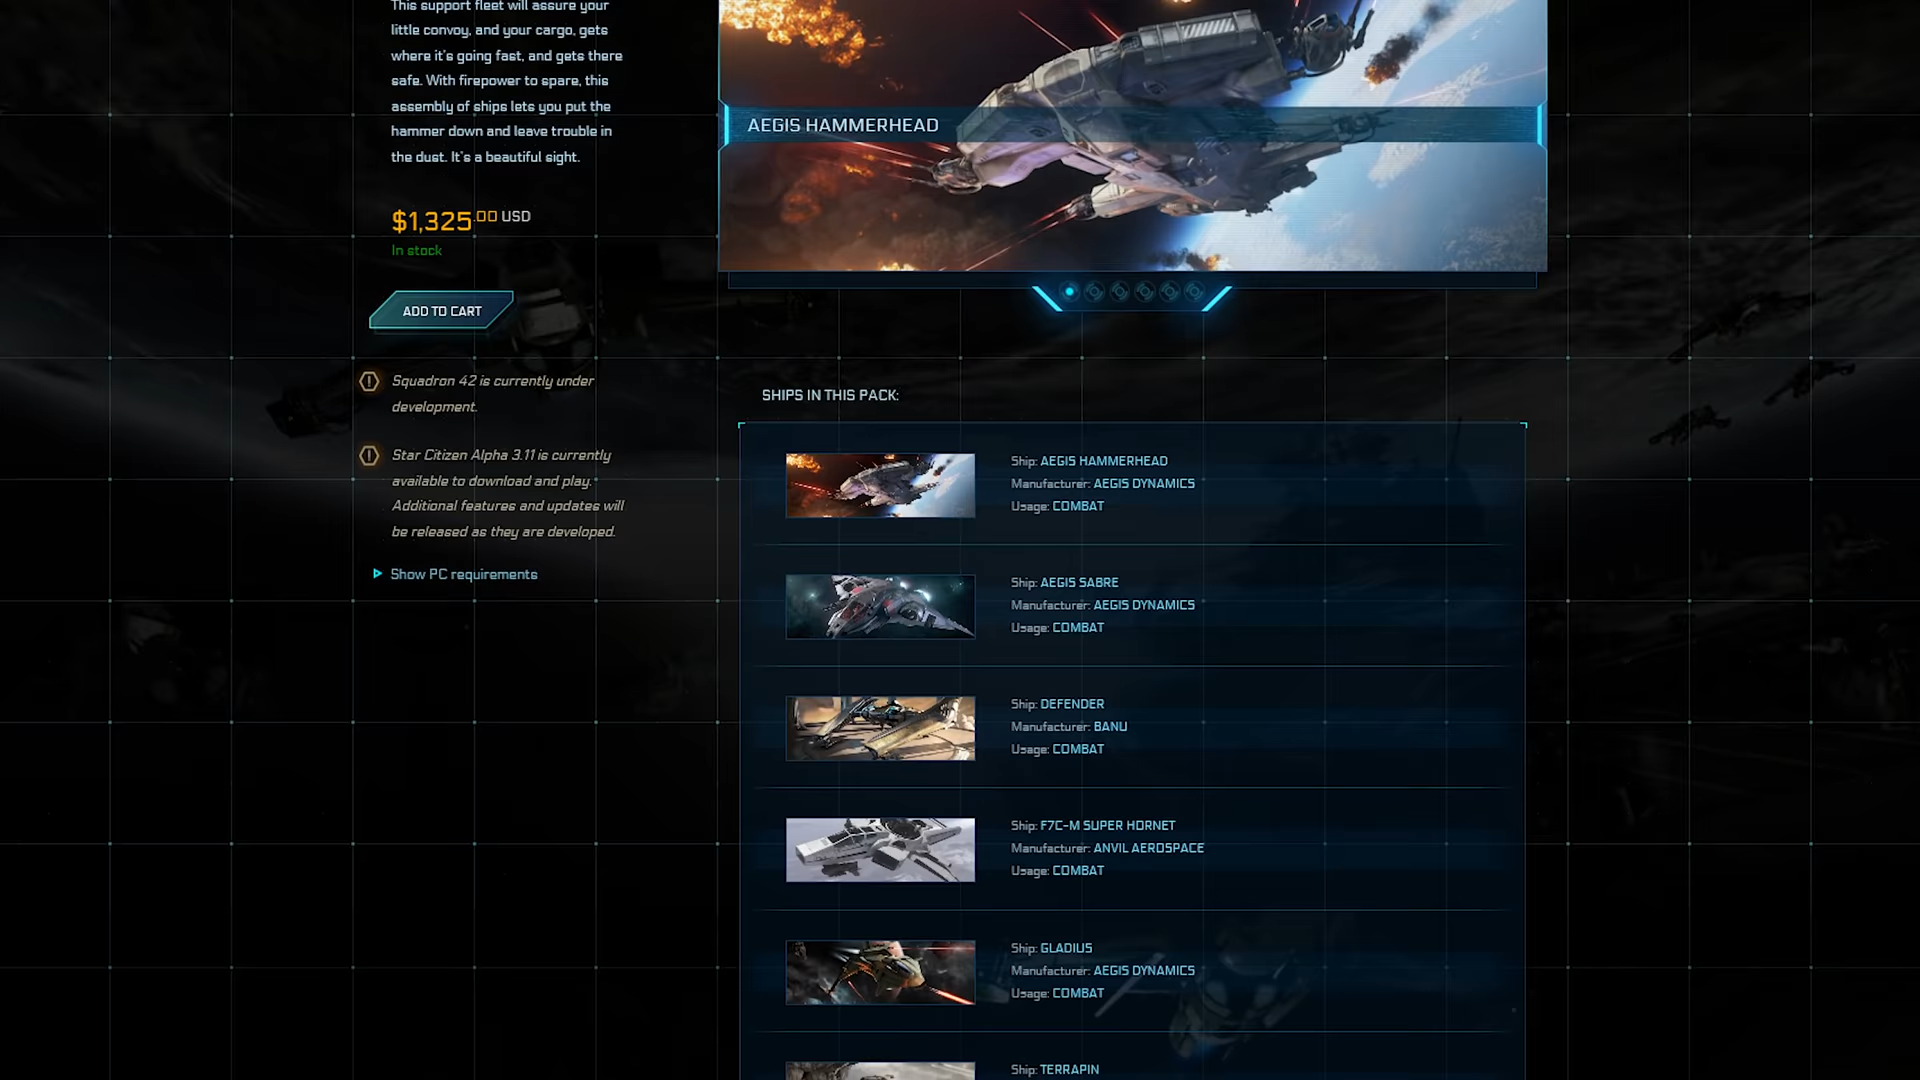 This support fleet will assure your
little convoy, and your cargo, gets
where it's going fast, and gets there
safe. With firepower to spare, this
assembly of ships lets you put the
hammer down and leave trouble in
the dust. It's a beautiful sight.
$1,325.00 USD
In stock
ADD TO CART
Squadron 42 is currently under
development.
Star Citizen Alpha 3.11 is currently
available to download and play.
Additional features and updates will
be released as they are developed.
Show PC requirements
AEGIS HAMMERHEAD
SHIPS IN THIS PACK:
Ship: AEGIS HAMMERHEAD
Manufacturer: AEGIS DYNAMICS
Usage: COMBAT
Ship: AEGIS SABRE
Manufacturer: AEGIS DYNAMICS
Usage: COMBAT
Ship: DEFENDER
Manufacturer: BANU
Usage: COMBAT
Ship: F7C-M SUPER HORNET
Manufacturer: ANVIL AEROSPACE
Usage: COMBAT
Ship: GLADIUS
Manufacturer: AEGIS DYNAMICS
Usage: COMBAT
Ship: TERRAPIN